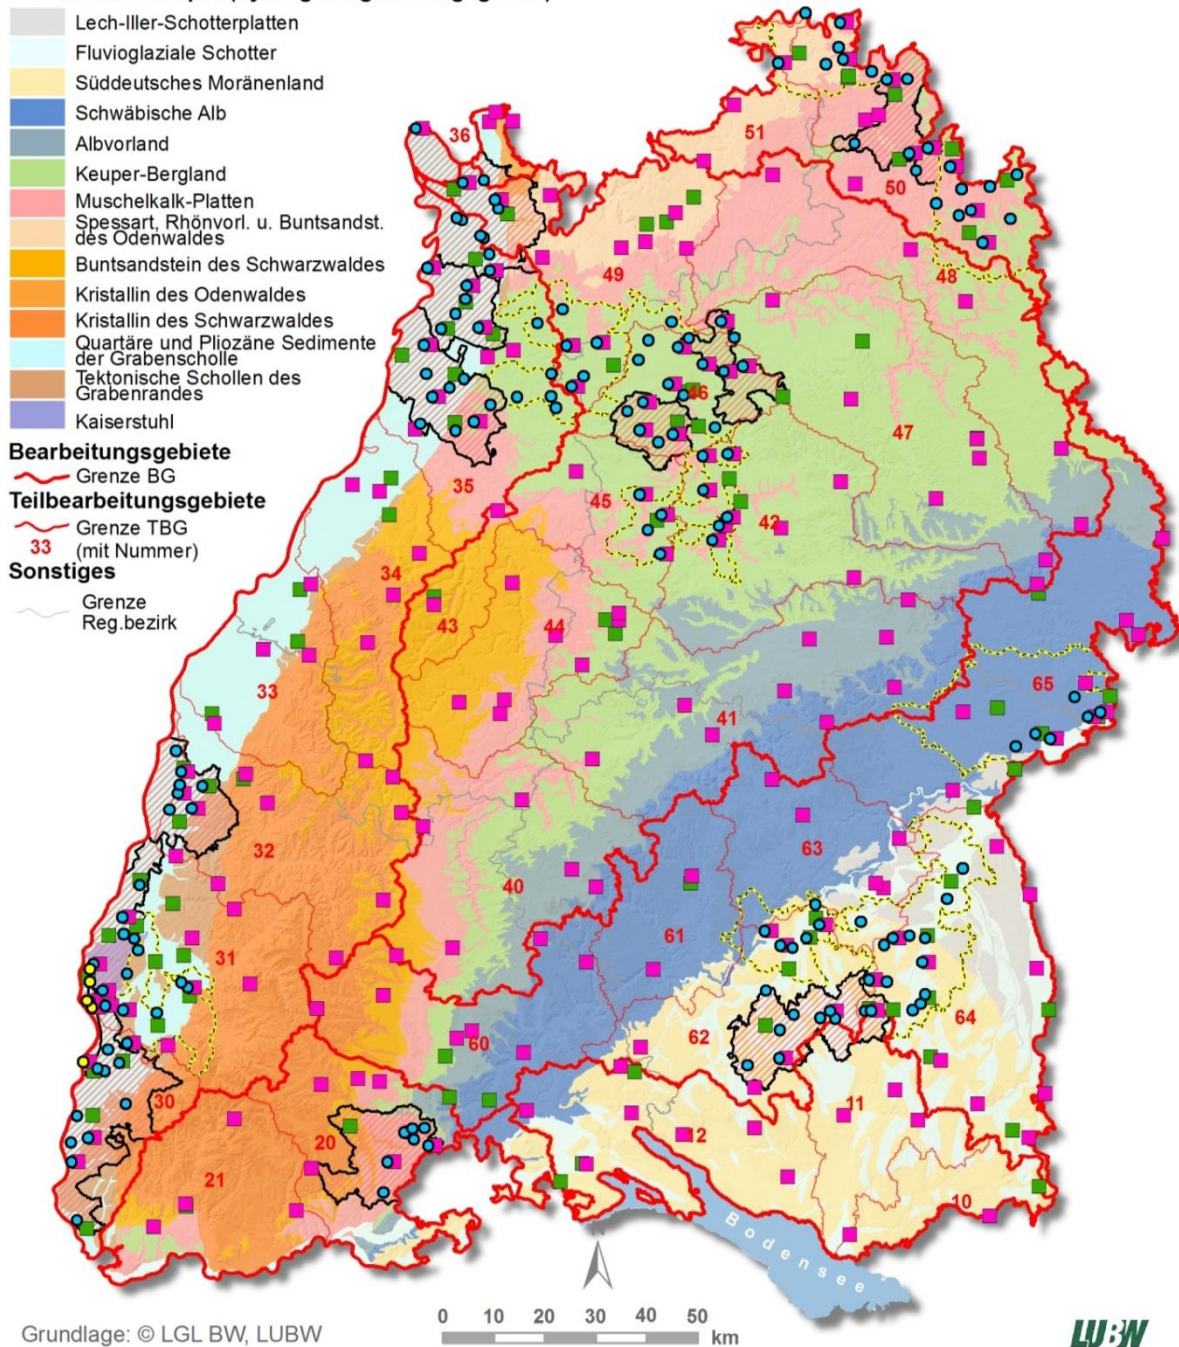 Lech-Iller-Schotterplatten
Fluvioglaziale Schotter
Süddeutsches Moränenland
Schwäbische Alb
Albvorland
Keuper-Bergland
Muschelkalk-Platten
Spessart, Rhönvorl. u. Buntsandst.
des Odenwaldes
Buntsandstein des Schwarzwaldes
Kristallin des Odenwaldes
Kristallin des Schwarzwaldes
Quartäre und Pliozäne Sedimente
der Grabenscholle
Tektonische Schollen des
Grabenrandes
Kaiserstuhl
Bearbeitungsgebiete
Grenze BG
Teilbearbeitungsgebiete
Grenze TBG
33 (mit Nummer)
Sonstiges
Grenze
Reg.bezirk
36
51
50
49
48
46
47
35
45
42
34
43
44
33
65
41
32
63
40
61
31
64
62
60
30
11
20
12
21
10
Bodensee
0 10 20 30 40 50
km
Grundlage: © LGL BW, LUBW
LUBW